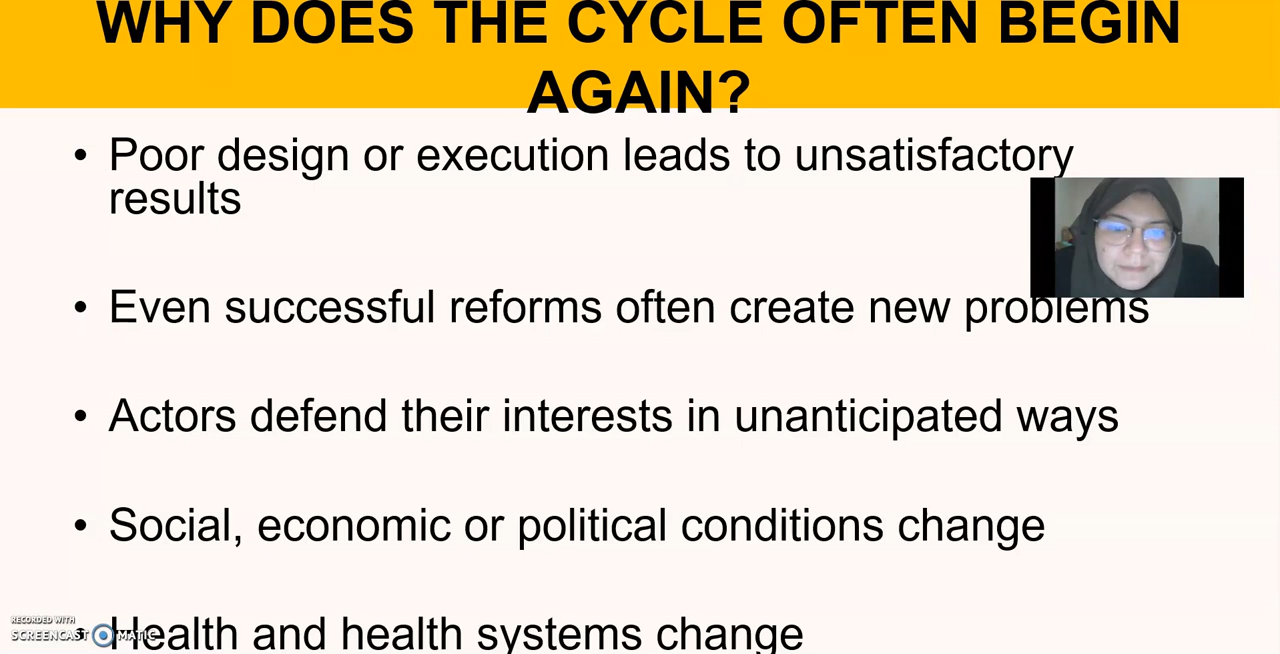 WHY DOES THE CYCLE OFTEN BEGIN
AGAIN?
• Poor design or execution leads to unsatisfactory
results
• Even successful reforms often create new problems
• Actors defend their interests in unanticipated ways
• Social, economic or political conditions change
• Health and health systems change
RECORDED WITH
SCREENCAST MATIC